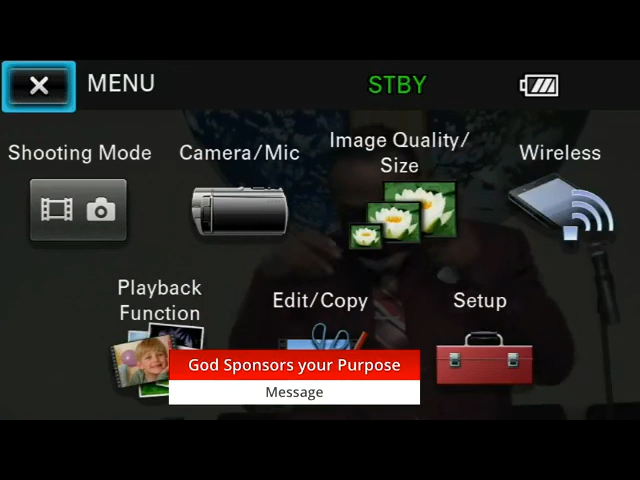 MENU
STBY
Shooting Mode
Camera/Mic
Image Quality/
Size
Wireless
Playback
Function
Edit/Copy
Setup
God Sponsors your Purpose
Message